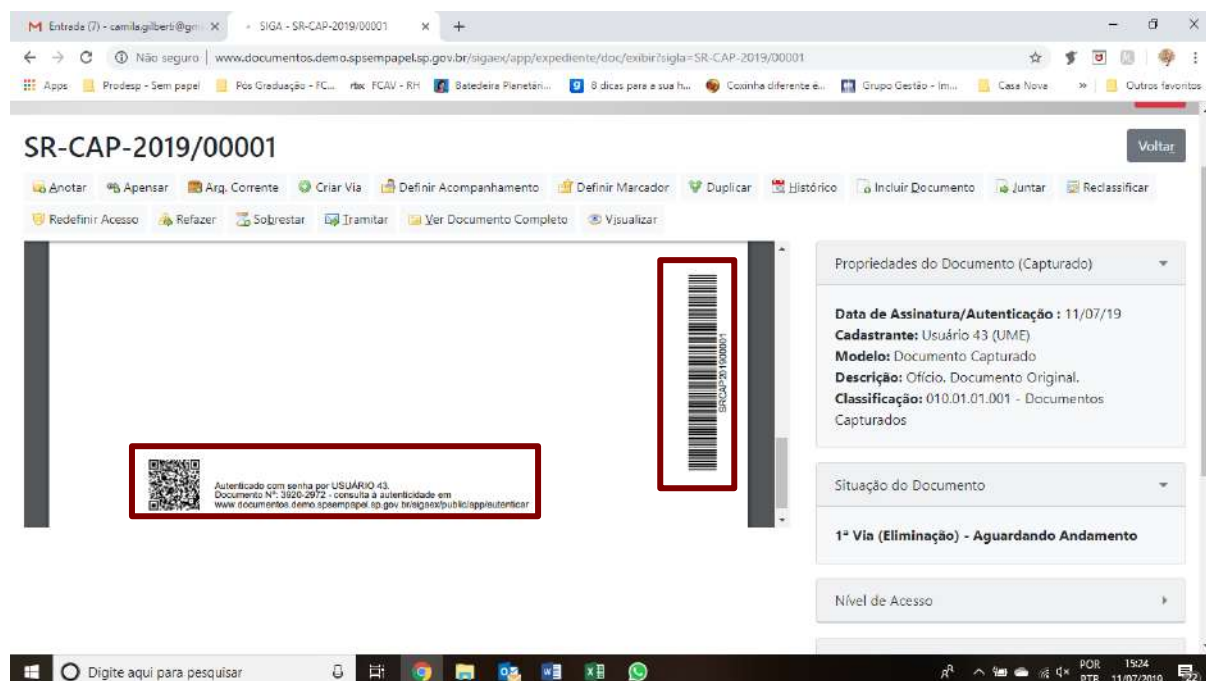 Entrada (7) - camila.gilberti@gm
SIGA - SR-CAP-2019/00001
Não seguro | www.documentos.demo.spsempapel.sp.gov.br/sigaex/app/expediente/doc/exibir?sigla=SR-CAP-2019/00001
Apps Prodesp - Sem papel Pós Graduação - FC... FCAV - RH Batedeira Planetári... 8 dicas para a sua h... Coxinha diferente é... Grupo Gestão - Im... Casa Nova » Outros favoritos
SR-CAP-2019/00001
Voltar
Anotar Apensar Arq. Corrente Criar Via Definir Acompanhamento Definir Marcador Duplicar Histórico Incluir Documento Juntar Reclassificar
Redefinir Acesso Refazer Sobrestar Tramitar Ver Documento Completo Visualizar
SRCAP201900001
Autenticado com senha por USUÁRIO 43.
Documento Nº: 3920-2972 - consulta à autenticidade em
www.documentos.demo.spsempapel.sp.gov.br/sigaex/public/app/autenticar
Propriedades do Documento (Capturado)
Data de Assinatura/Autenticação : 11/07/19
Cadastrante: Usuário 43 (UME)
Modelo: Documento Capturado
Descrição: Ofício. Documento Original.
Classificação: 010.01.01.001 - Documentos
Capturados
Situação do Documento
1ª Via (Eliminação) - Aguardando Andamento
Nível de Acesso
Digite aqui para pesquisar
POR 15:24
PTB 11/07/2019
22